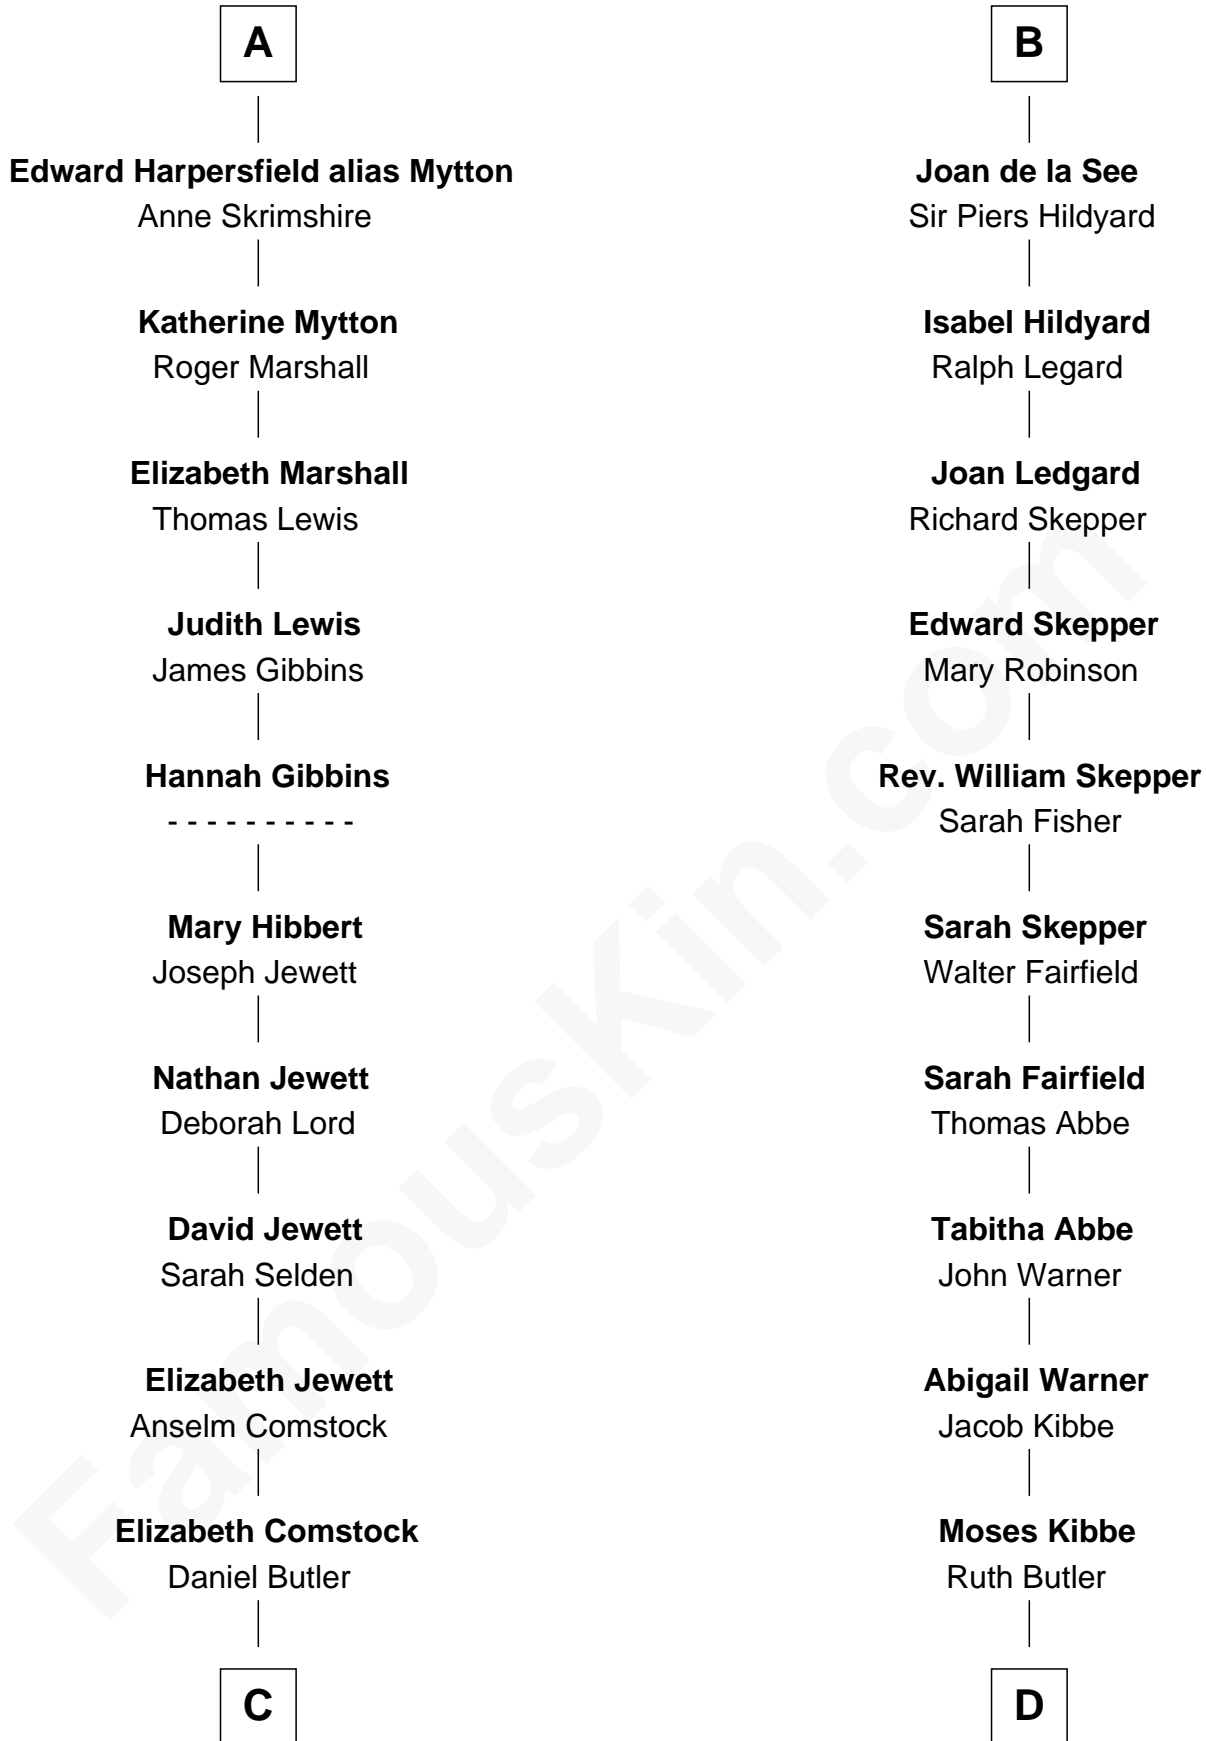 A
Edward Harpersfield alias Mytton
Anne Skrimshire
Katherine Mytton
Roger Marshall
Elizabeth Marshall
Thomas Lewis
Judith Lewis
James Gibbins
Hannah Gibbins
- - - - - - - - - -
Mary Hibbert
Joseph Jewett
Nathan Jewett
Deborah Lord
David Jewett
Sarah Selden
Elizabeth Jewett
Anselm Comstock
Elizabeth Comstock
Daniel Butler
C
B
Joan de la See
Sir Piers Hildyard
Isabel Hildyard
Ralph Legard
Joan Ledgard
Richard Skepper
Edward Skepper
Mary Robinson
Rev. William Skepper
Sarah Fisher
Sarah Skepper
Walter Fairfield
Sarah Fairfield
Thomas Abbe
Tabitha Abbe
John Warner
Abigail Warner
Jacob Kibbe
Moses Kibbe
Ruth Butler
D
FamousKin.com